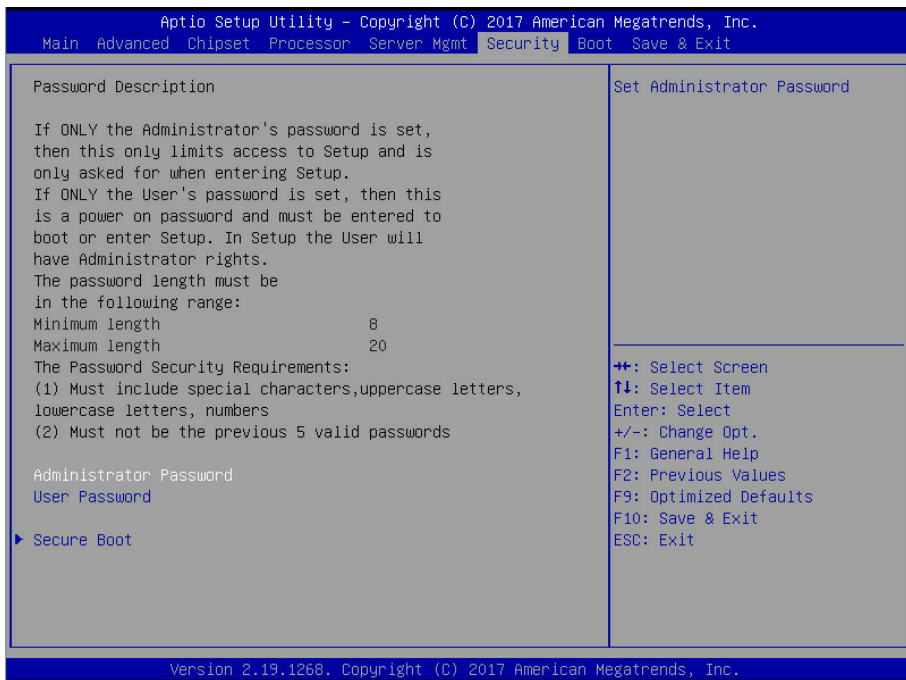 Aptio Setup Utility – Copyright (C) 2017 American Megatrends, Inc.
Main Advanced Chipset Processor Server Mgmt Security Boot Save & Exit
Password Description
If ONLY the Administrator's password is set,
then this only limits access to Setup and is
only asked for when entering Setup.
If ONLY the User's password is set, then this
is a power on password and must be entered to
boot or enter Setup. In Setup the User will
have Administrator rights.
The password length must be
in the following range:
Minimum length 8
Maximum length 20
The Password Security Requirements:
(1) Must include special characters,uppercase letters,
lowercase letters, numbers
(2) Must not be the previous 5 valid passwords
Administrator Password
User Password
Secure Boot
Set Administrator Password
→←: Select Screen
↑↓: Select Item
Enter: Select
+/-: Change Opt.
F1: General Help
F2: Previous Values
F9: Optimized Defaults
F10: Save & Exit
ESC: Exit
Version 2.19.1268. Copyright (C) 2017 American Megatrends, Inc.